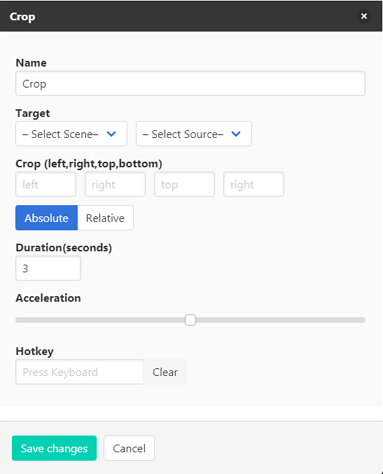 Crop ×
Name
Crop
Target
– Select Scene– – Select Source–
Crop (left,right,top,bottom)
left right top right
Absolute Relative
Duration(seconds)
3
Acceleration
Hotkey
Press Keyboard Clear
Save changes Cancel